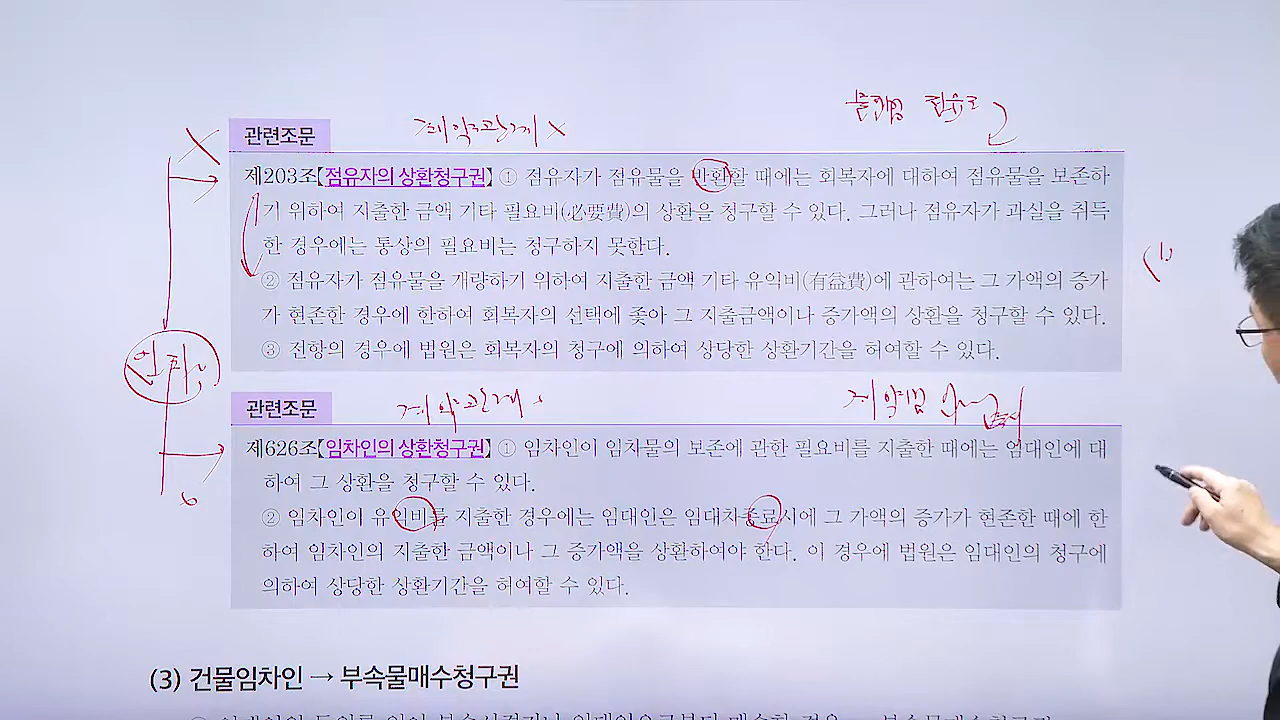 물권법 점유권
계약관계 X
X
관련조문
제203조【점유자의 상환청구권】 ① 점유자가 점유물을 반환할 때에는 회복자에 대하여 점유물을 보존하
기 위하여 지출한 금액 기타 필요비(必要費)의 상환을 청구할 수 있다. 그러나 점유자가 과실을 취득
한 경우에는 통상의 필요비는 청구하지 못한다.
② 점유자가 점유물을 개량하기 위하여 지출한 금액 기타 유익비(有益費)에 관하여는 그 가액의 증가
가 현존한 경우에 한하여 회복자의 선택에 좇아 그 지출금액이나 증가액의 상환을 청구할 수 있다.
③ 전항의 경우에 법원은 회복자의 청구에 의하여 상당한 상환기간을 허여할 수 있다.
관련조문
계약관계
계약법
제626조【임차인의 상환청구권】 ① 임차인이 임차물의 보존에 관한 필요비를 지출한 때에는 임대인에 대
하여 그 상환을 청구할 수 있다.
② 임차인이 유익비를 지출한 경우에는 임대인은 임대차종료시에 그 가액의 증가가 현존한 때에 한
하여 임차인의 지출한 금액이나 그 증가액을 상환하여야 한다. 이 경우에 법원은 임대인의 청구에
의하여 상당한 상환기간을 허여할 수 있다.
(3) 건물임차인 → 부속물매수청구권